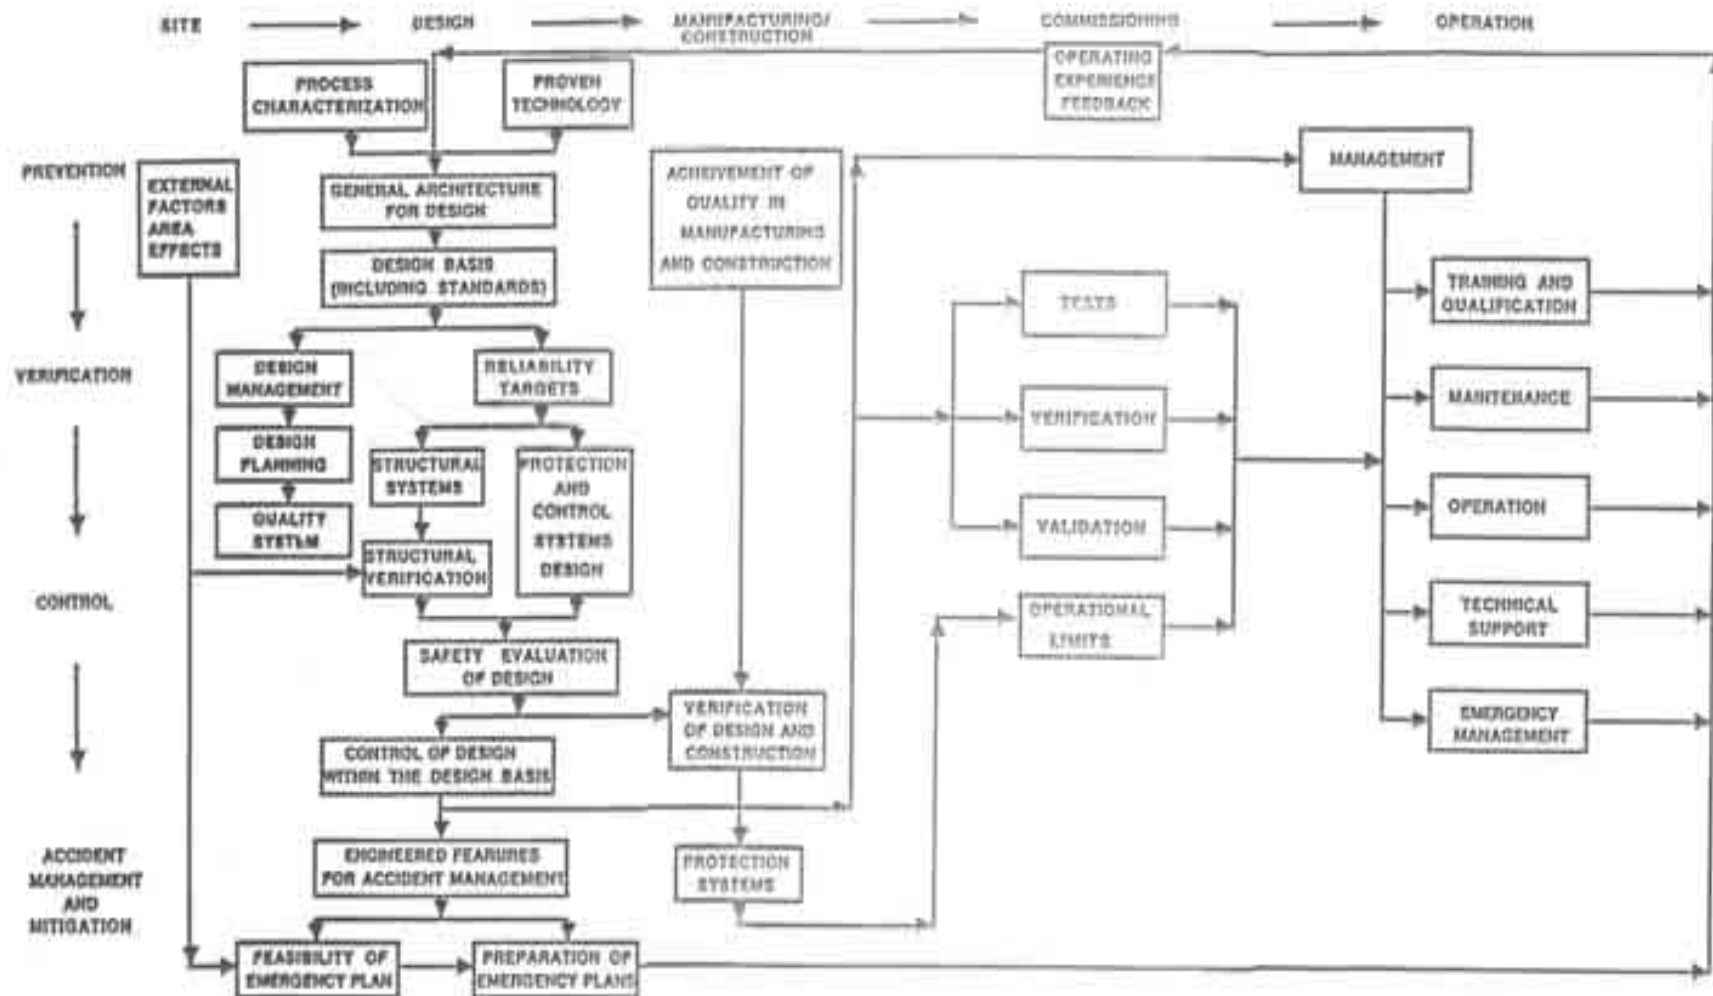 SITE
DESIGN
MANUFACTURING/
CONSTRUCTION
COMMISSIONING
OPERATION
PROCESS
CHARACTERIZATION
PROVEN
TECHNOLOGY
OPERATING
EXPERIENCE
FEEDBACK
PREVENTION
EXTERNAL
FACTORS
AREA
EFFECTS
GENERAL ARCHITECTURE
FOR DESIGN
ACHEIVEMENT OF
QUALITY IN
MANUFACTURING
AND CONSTRUCTION
MANAGEMENT
DESIGN BASIS
(INCLUDING STANDARDS)
TESTS
TRAINING AND
QUALIFICATION
VERIFICATION
DESIGN
MANAGEMENT
RELIABILITY
TARGETS
VERIFICATION
MAINTENANCE
DESIGN
PLANNING
STRUCTURAL
SYSTEMS
PROTECTION
AND
CONTROL
SYSTEMS
DESIGN
QUALITY
SYSTEM
VALIDATION
OPERATION
STRUCTURAL
VERIFICATION
CONTROL
OPERATIONAL
LIMITS
TECHNICAL
SUPPORT
SAFETY EVALUATION
OF DESIGN
VERIFICATION
OF DESIGN AND
CONSTRUCTION
EMERGENCY
MANAGEMENT
CONTROL OF DESIGN
WITHIN THE DESIGN BASIS
ACCIDENT
MANAGEMENT
AND
MITIGATION
ENGINEERED FEARURES
FOR ACCIDENT MANAGEMENT
PROTECTION
SYSTEMS
FEASIBILITY OF
EMERGENCY PLAN
PREPARATION OF
EMERGENCY PLANS